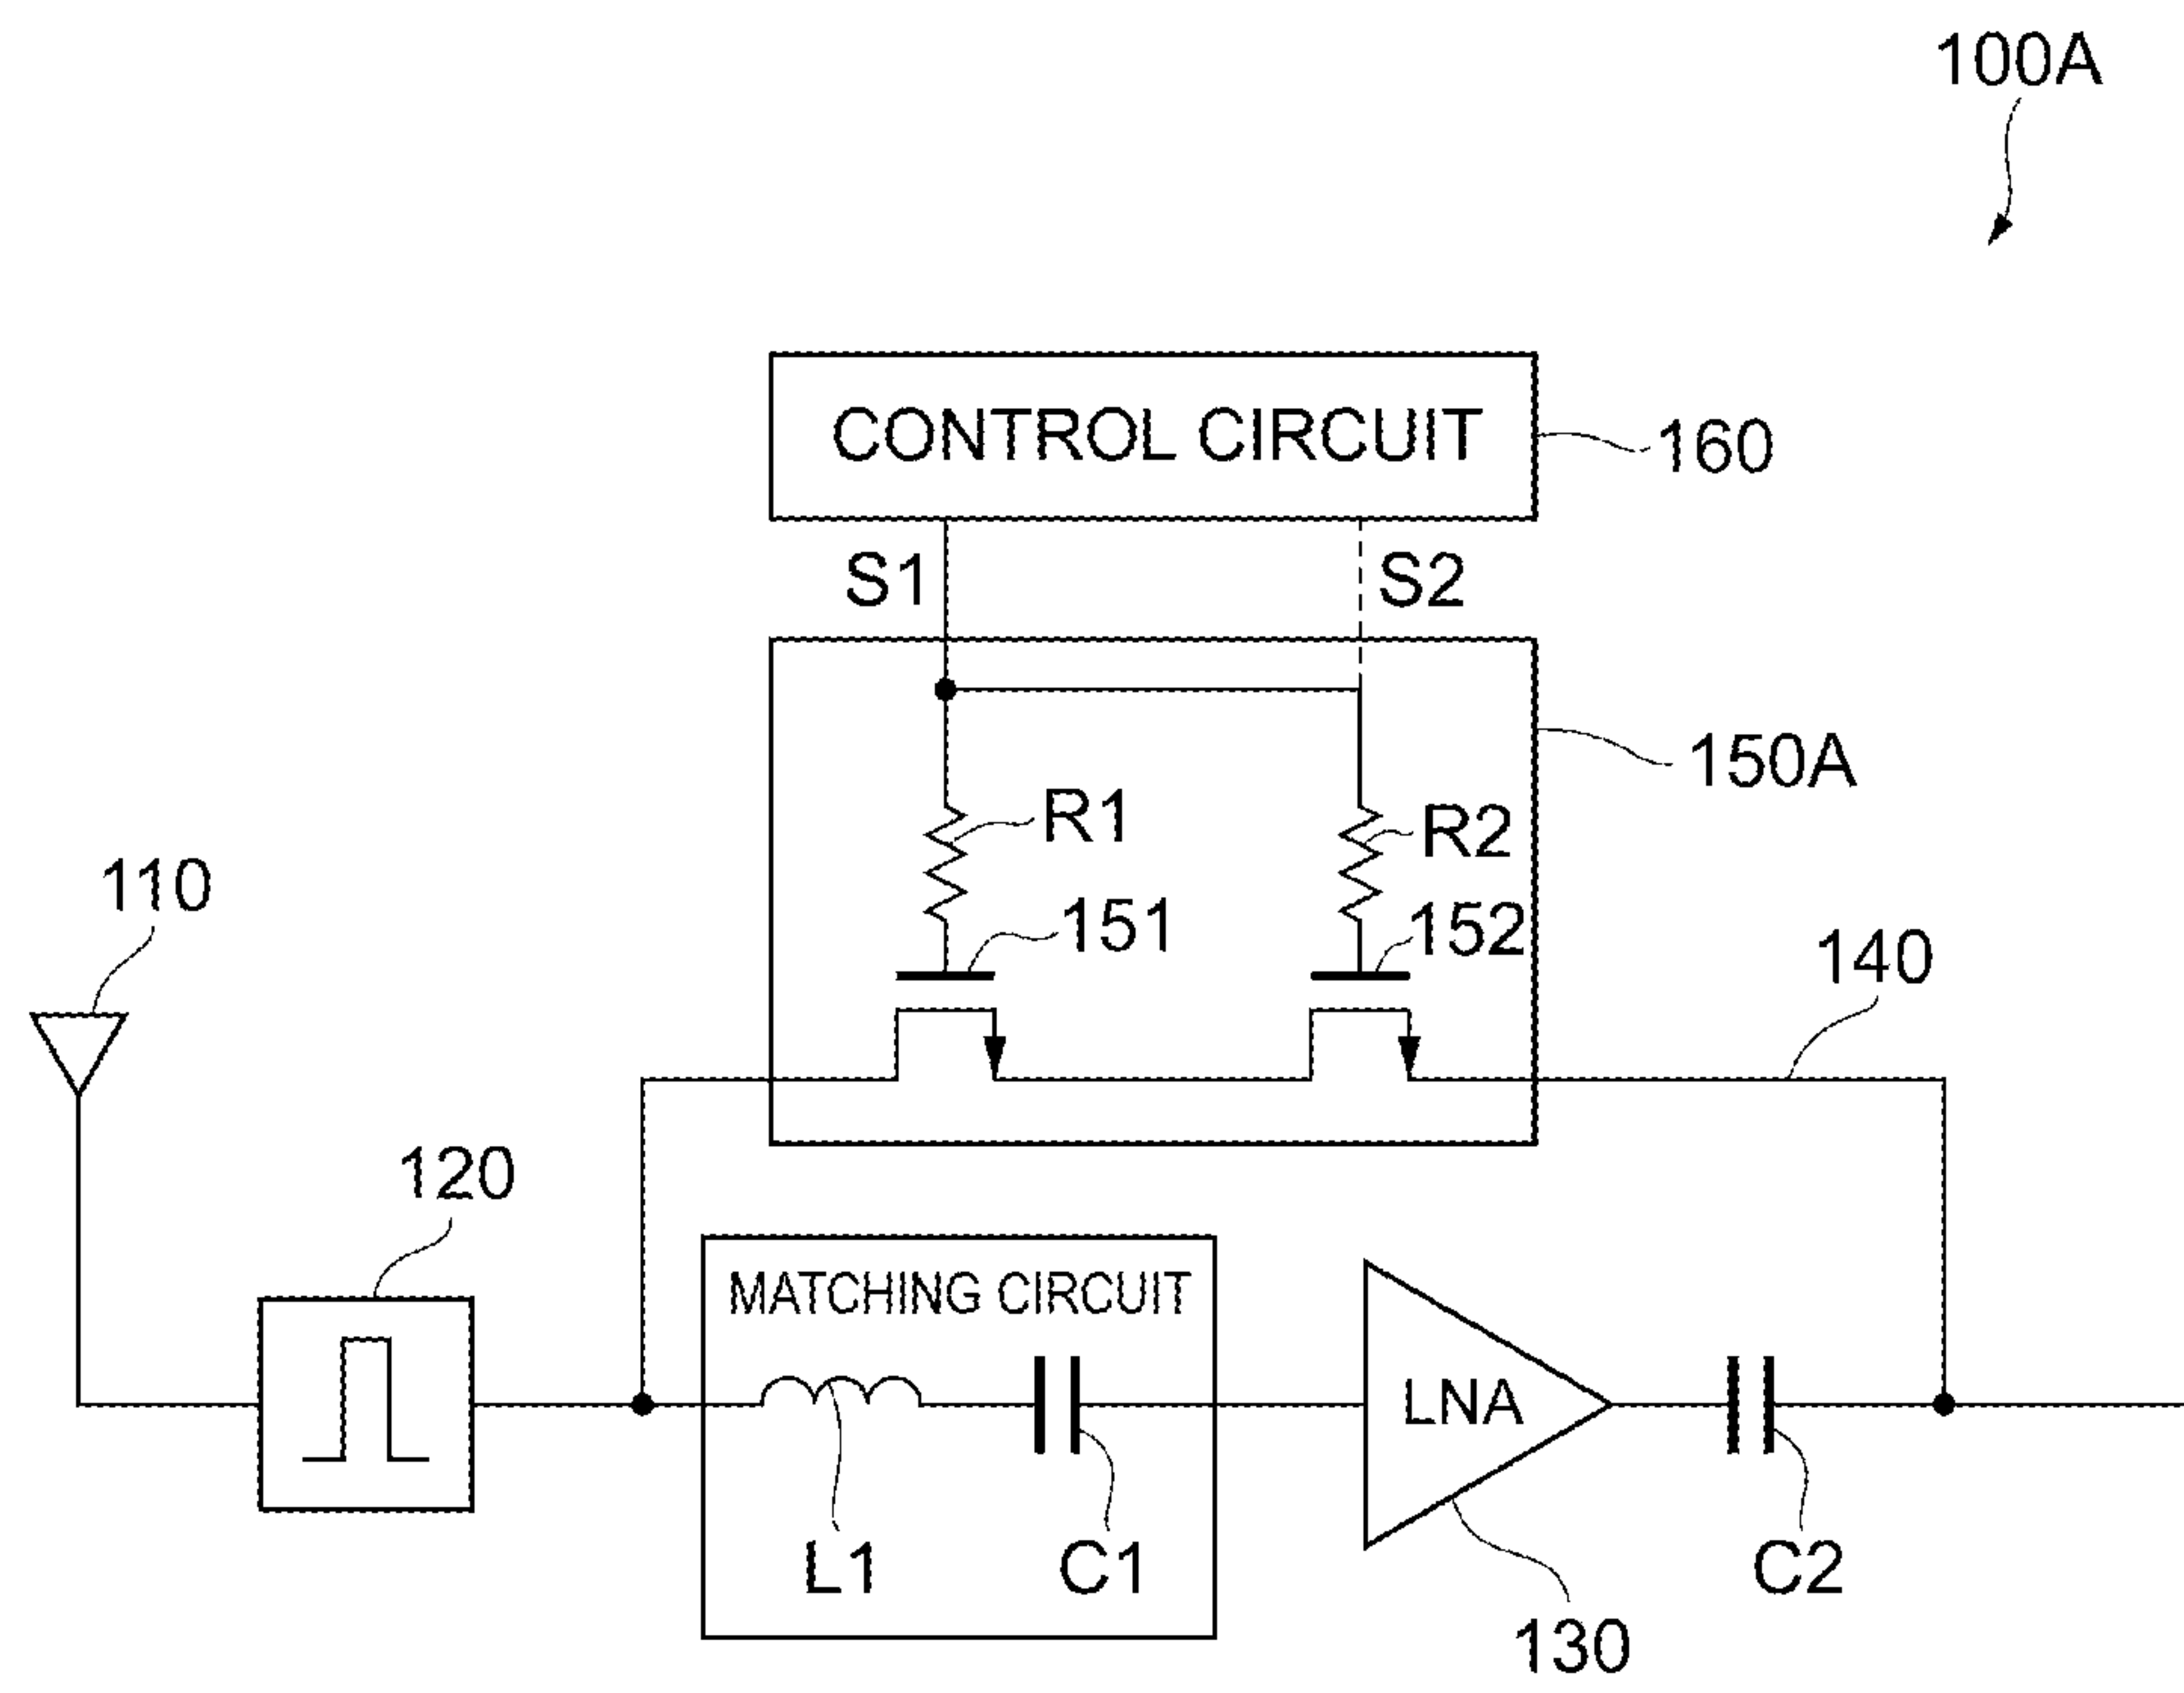 100A
CONTROL CIRCUIT
160
S1
S2
150A
R1
R2
110
151
152
140
120
MATCHING CIRCUIT
LNA
L1
C1
C2
130